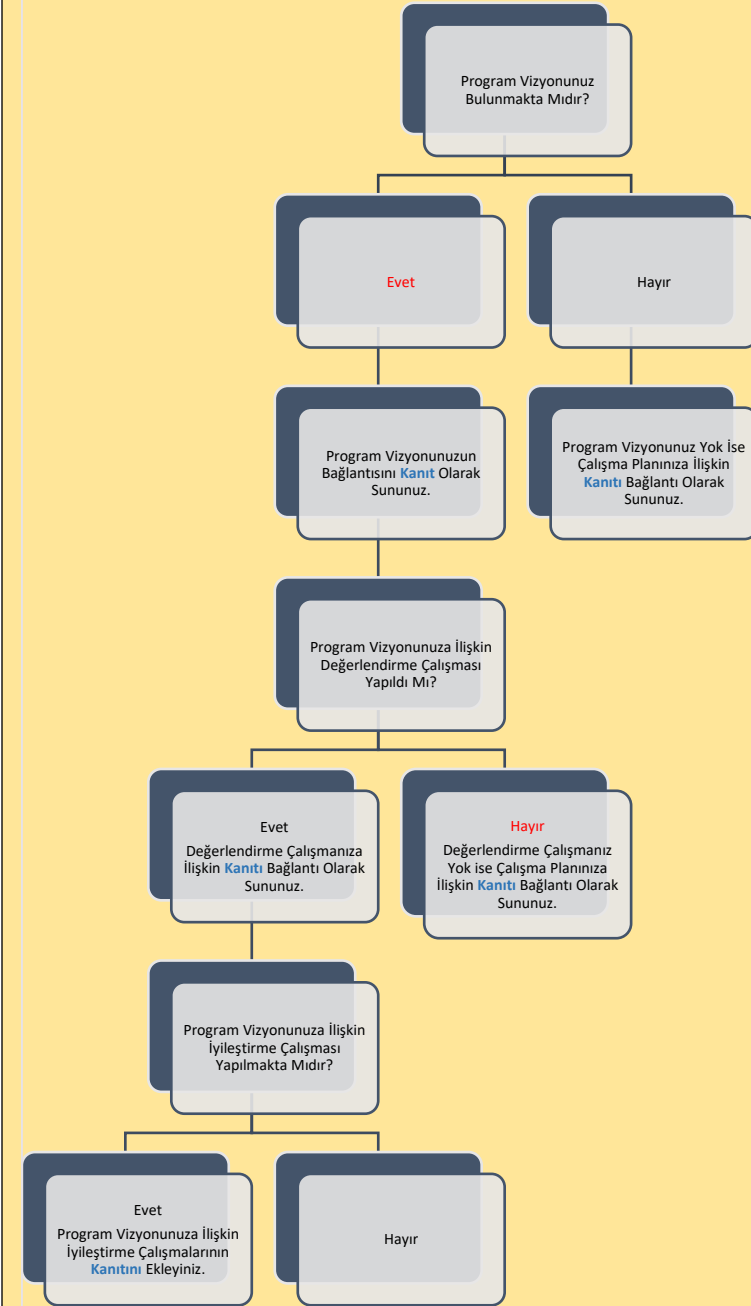 Program Vizyonunuz
Bulunmakta Mıdır?
Evet
Hayır
Program Vizyonunuzun
Bağlantısını Kanıt Olarak
Sununuz.
Program Vizyonunuz Yok İse
Çalışma Planınıza İlişkin
Kanıtı Bağlantı Olarak
Sununuz.
Program Vizyonunuza İlişkin
Değerlendirme Çalışması
Yapıldı Mı?
Evet
Değerlendirme Çalışmanıza
İlişkin Kanıtı Bağlantı Olarak
Sununuz.
Hayır
Değerlendirme Çalışmanız
Yok ise Çalışma Planınıza
İlişkin Kanıtı Bağlantı Olarak
Sununuz.
Program Vizyonunuza İlişkin
İyileştirme Çalışması
Yapılmakta Mıdır?
Evet
Program Vizyonunuza İlişkin
İyileştirme Çalışmalarının
Kanıtını Ekleyiniz.
Hayır